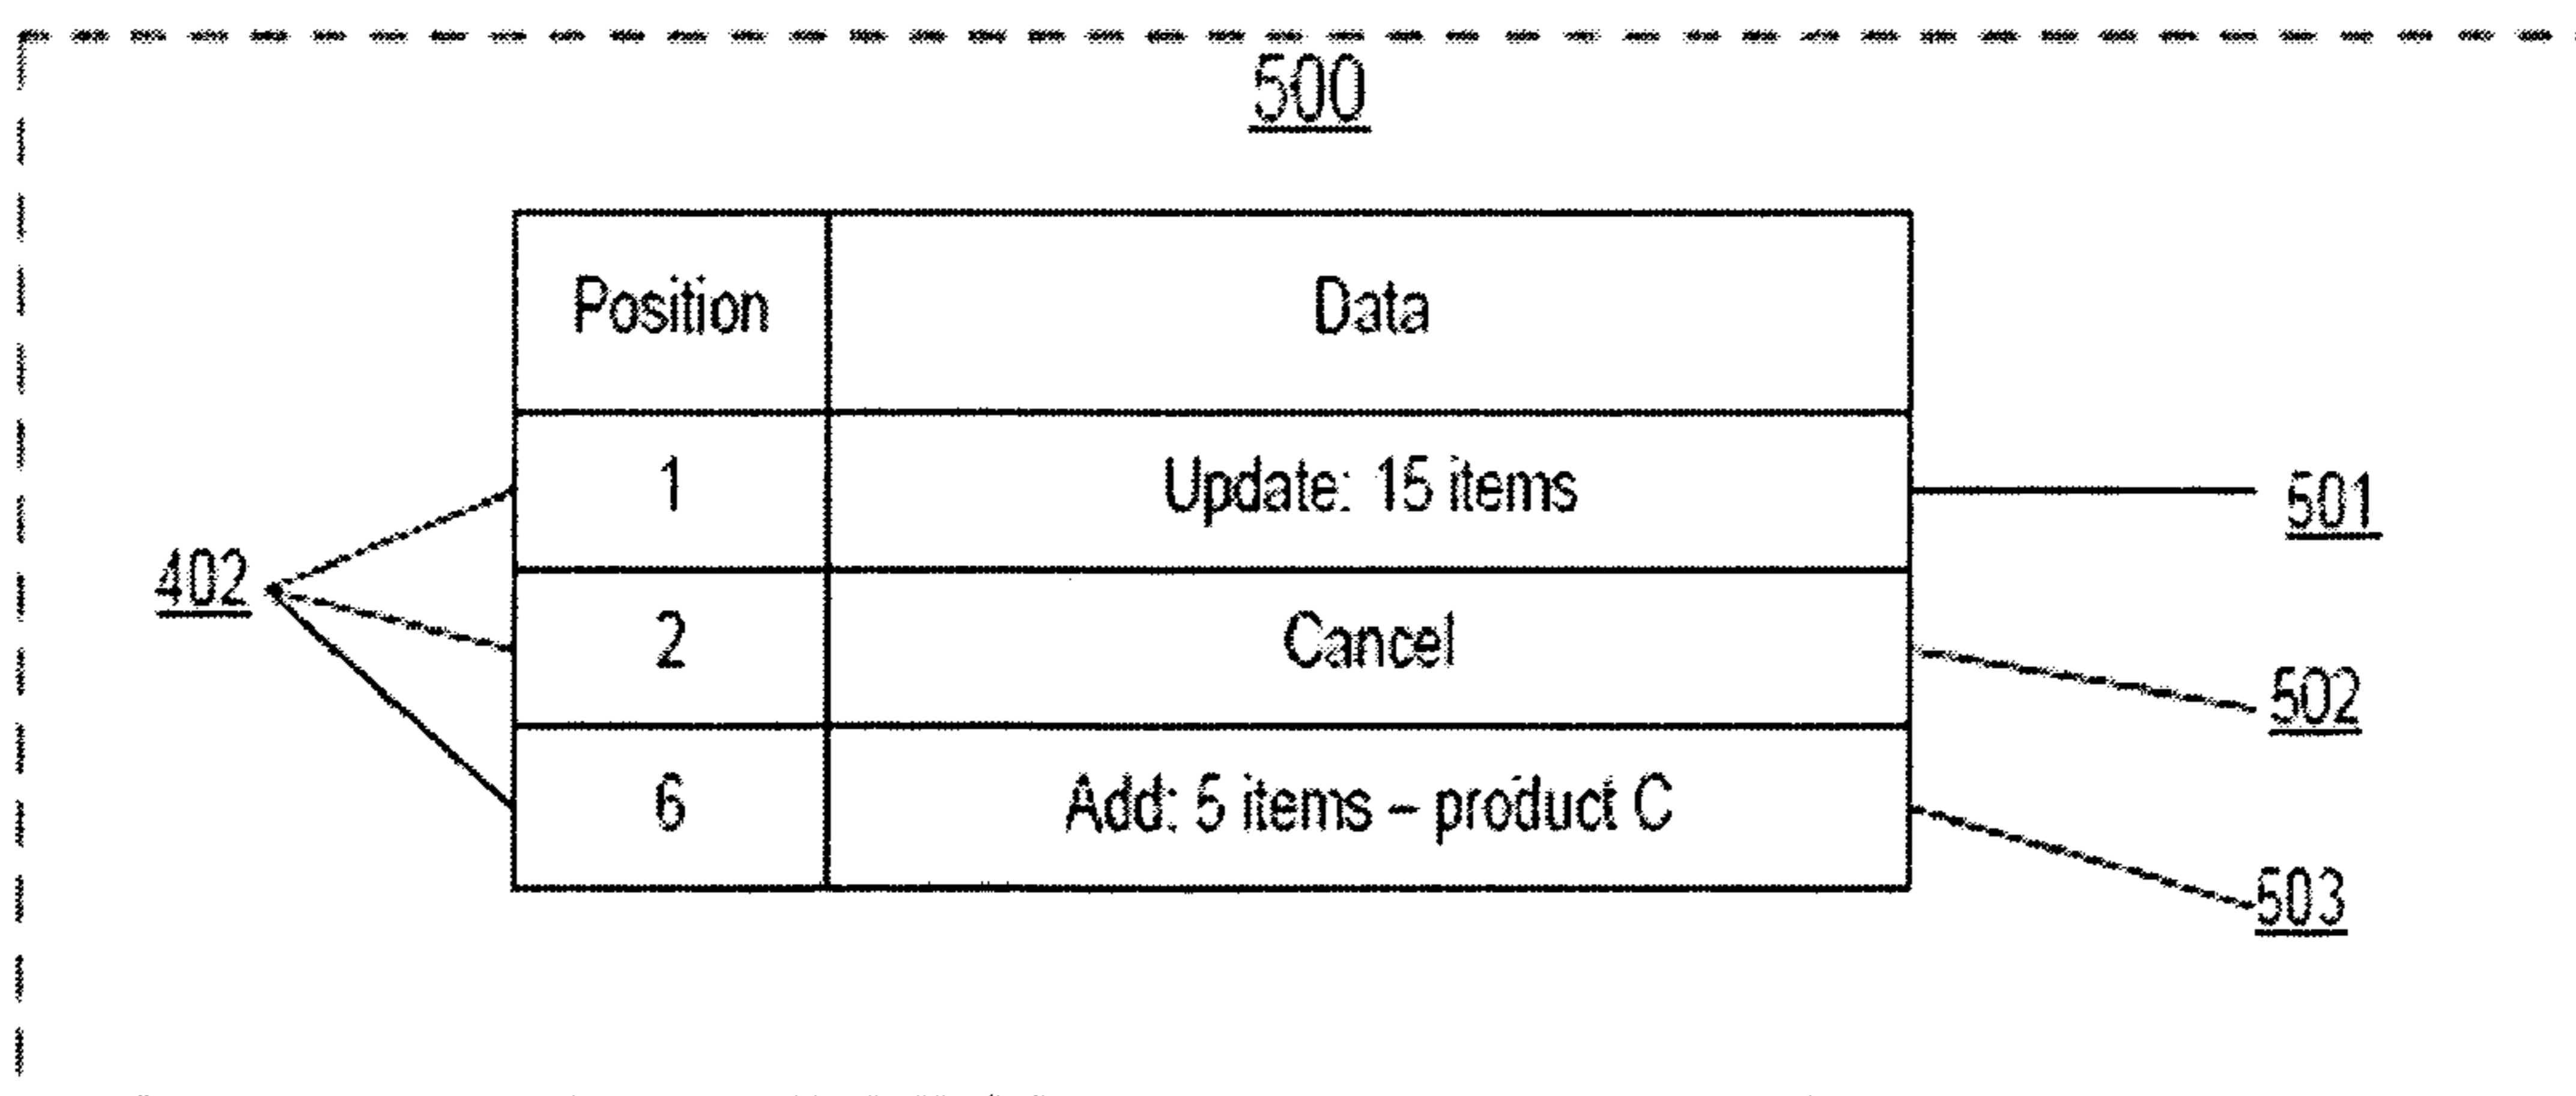 500
Position Data
1 Update: 15 items 501
402
2 Cancel 502
6 Add: 5 items – product C 503